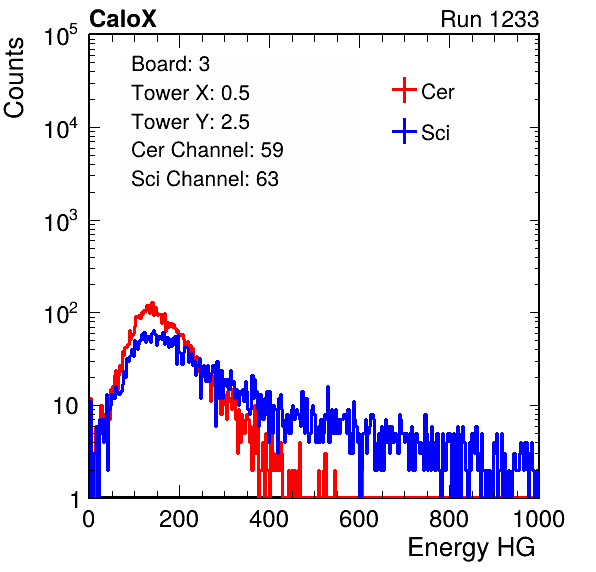 CaloX Run 1233
Counts
Board: 3
Tower X: 0.5
Tower Y: 2.5
Cer Channel: 59
Sci Channel: 63
Cer
Sci
10^5
10^4
10^3
10^2
10
1
0 200 400 600 800 1000
Energy HG